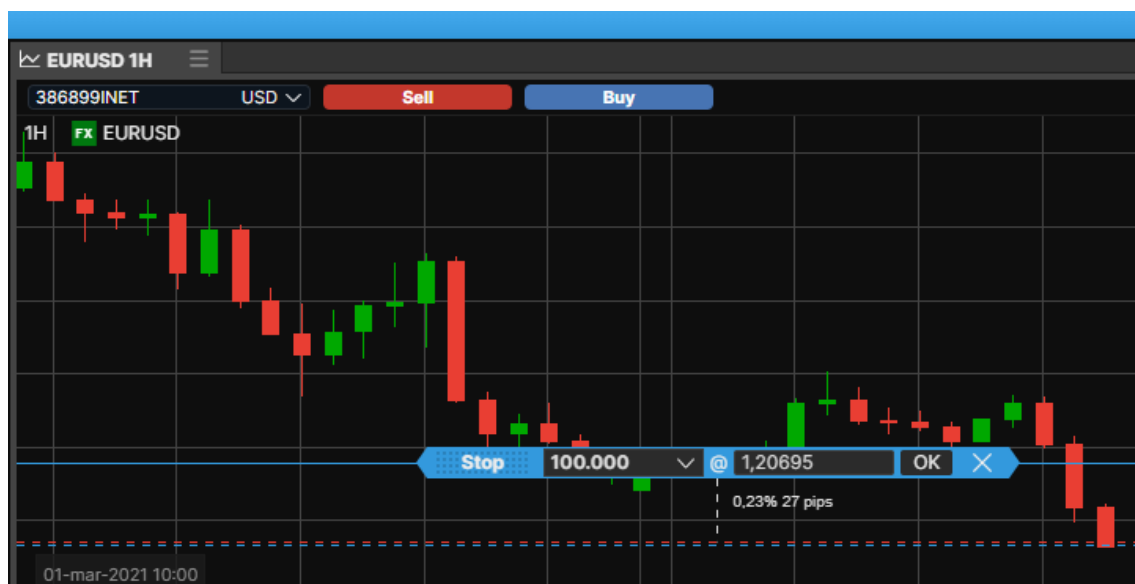 EURUSD 1H
386899INET USD Sell Buy
1H FX EURUSD
Stop 100.000 @ 1,20695 OK
0,23% 27 pips
01-mar-2021 10:00